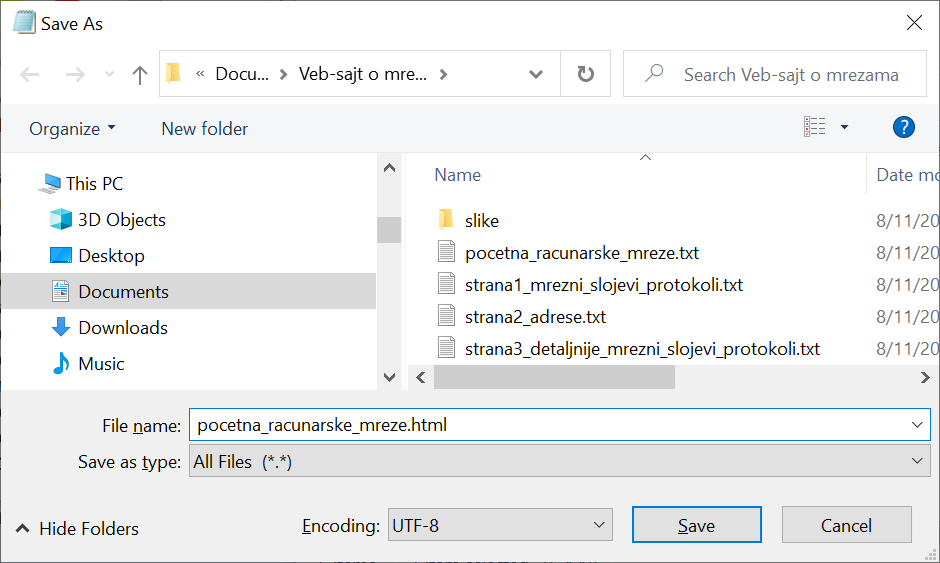 Save As
« Docu... > Veb-sajt o mre... >
Search Veb-sajt o mrezama
Organize
New folder
?
This PC
3D Objects
Desktop
Documents
Downloads
Music
Name
Date mo
slike
8/11/20
pocetna_racunarske_mreze.txt
8/11/20
strana1_mrezni_slojevi_protokoli.txt
8/11/20
strana2_adrese.txt
8/11/20
strana3_detaljnije_mrezni_slojevi_protokoli.txt
8/11/20
File name:
pocetna_racunarske_mreze.html
Save as type:
All Files (*.*)
Hide Folders
Encoding:
UTF-8
Save
Cancel